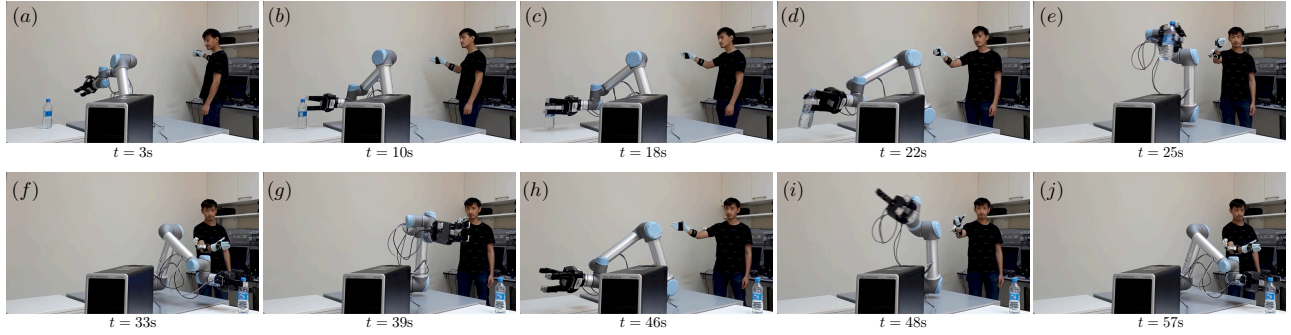 (a) (b) (c) (d) (e)
t = 3s t = 10s t = 18s t = 22s t = 25s
(f) (g) (h) (i) (j)
t = 33s t = 39s t = 46s t = 48s t = 57s